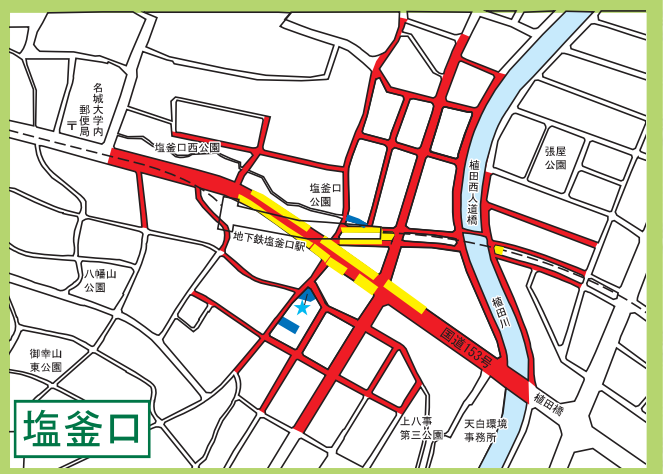 名城大学内
郵便局
〒
塩釜口西公園
塩釜口
公園
植田西人道橋
張屋
公園
地下鉄塩釜口駅
八幡山
公園
植田川
国道153号
御幸山
東公園
植田橋
上八事
第三公園
天白環境
事務所
塩釜口